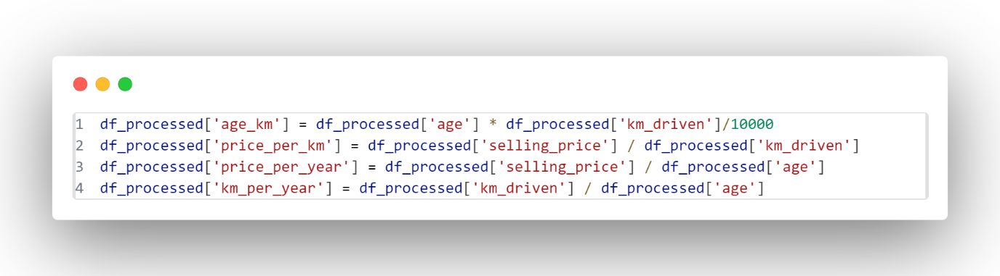 1 df_processed['age_km'] = df_processed['age'] * df_processed['km_driven']/10000
2 df_processed['price_per_km'] = df_processed['selling_price'] / df_processed['km_driven']
3 df_processed['price_per_year'] = df_processed['selling_price'] / df_processed['age']
4 df_processed['km_per_year'] = df_processed['km_driven'] / df_processed['age']